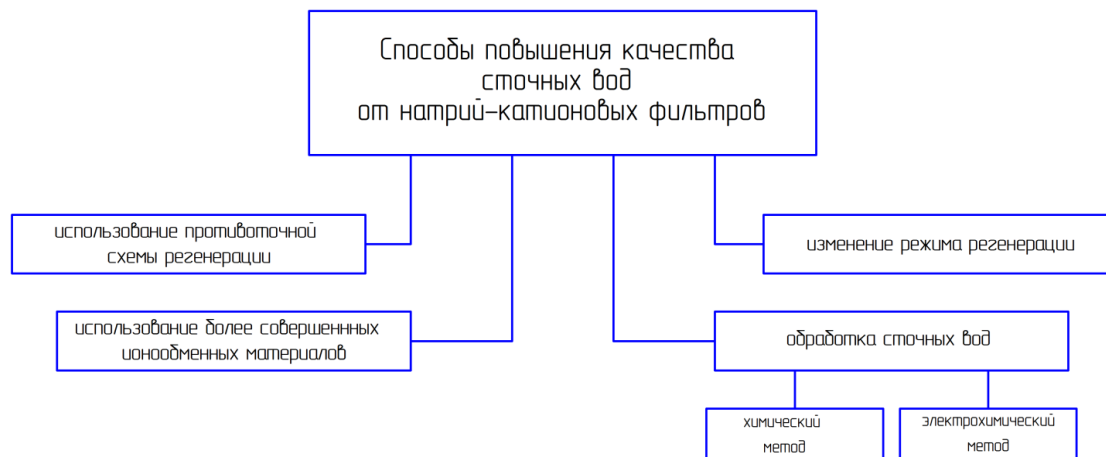 Способы повышения качества
сточных вод
от натрий-катионовых фильтров
использование противоточной
схемы регенерации
изменение режима регенерации
использование более совершеннных
ионообменных материалов
обработка сточных вод
химический
метод
электрохимический
метод